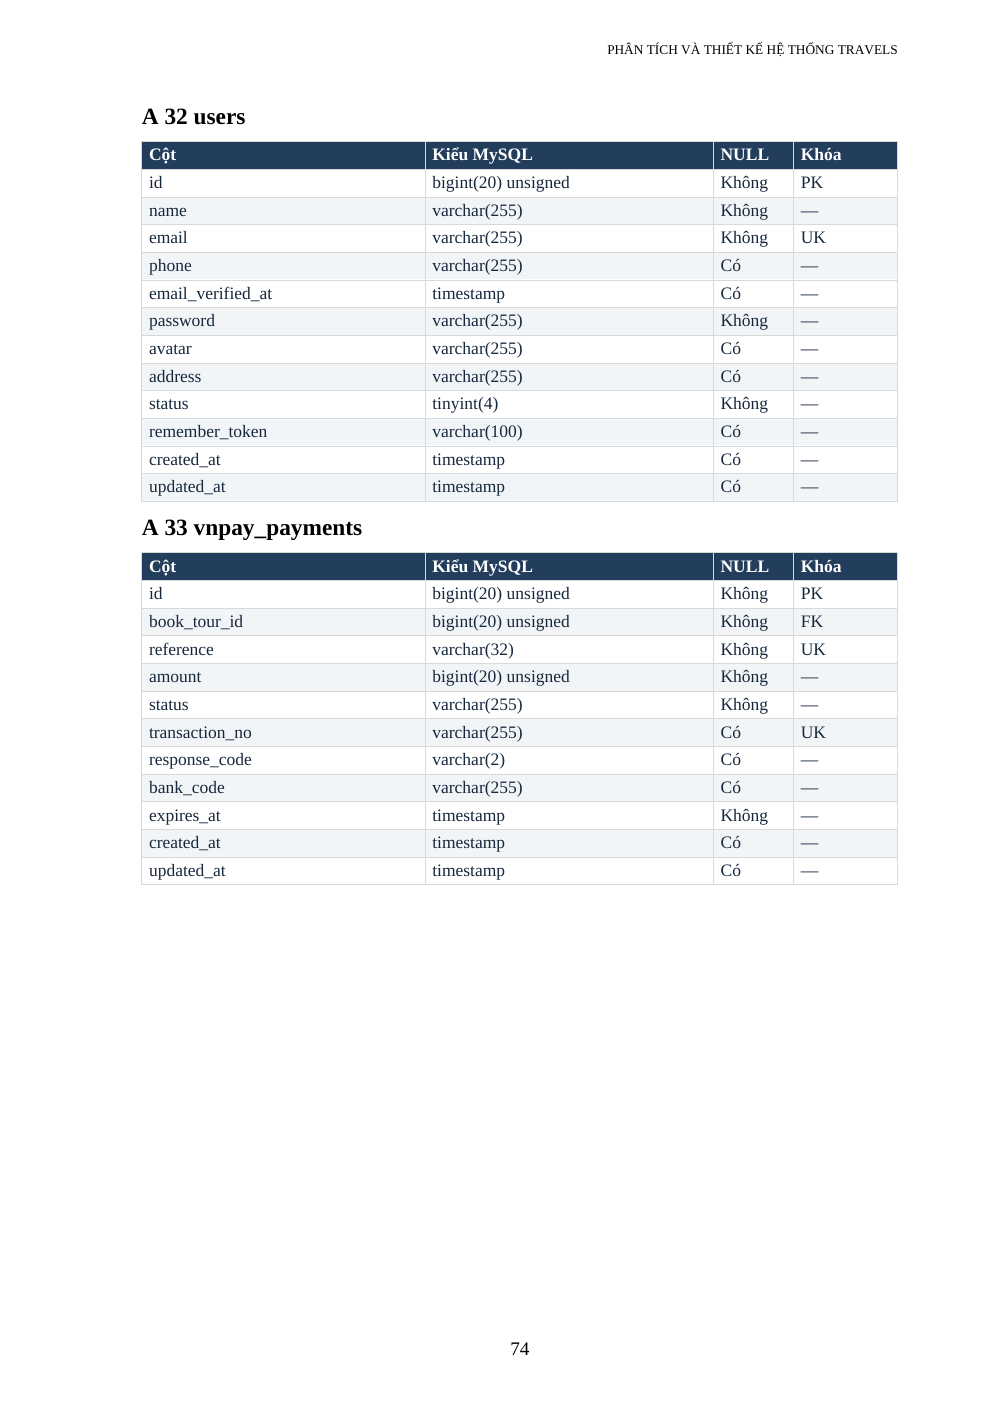 PHÂN TÍCH VÀ THIẾT KẾ HỆ THỐNG TRAVELS
A 32 users
Cột Kiểu MySQL NULL Khóa
id bigint(20) unsigned Không PK
name varchar(255) Không —
email varchar(255) Không UK
phone varchar(255) Có —
email_verified_at timestamp Có —
password varchar(255) Không —
avatar varchar(255) Có —
address varchar(255) Có —
status tinyint(4) Không —
remember_token varchar(100) Có —
created_at timestamp Có —
updated_at timestamp Có —
A 33 vnpay_payments
Cột Kiểu MySQL NULL Khóa
id bigint(20) unsigned Không PK
book_tour_id bigint(20) unsigned Không FK
reference varchar(32) Không UK
amount bigint(20) unsigned Không —
status varchar(255) Không —
transaction_no varchar(255) Có UK
response_code varchar(2) Có —
bank_code varchar(255) Có —
expires_at timestamp Không —
created_at timestamp Có —
updated_at timestamp Có —
74